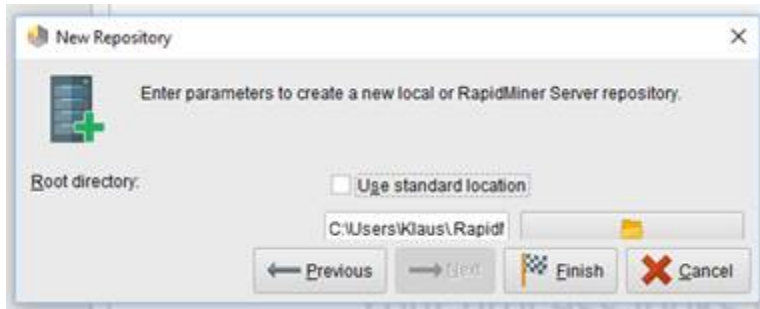 New Repository
Enter parameters to create a new local or RapidMiner Server repository.
Root directory:
Use standard location
C:\Users\Klaus\.Rapid
Previous
Next
Finish
Cancel